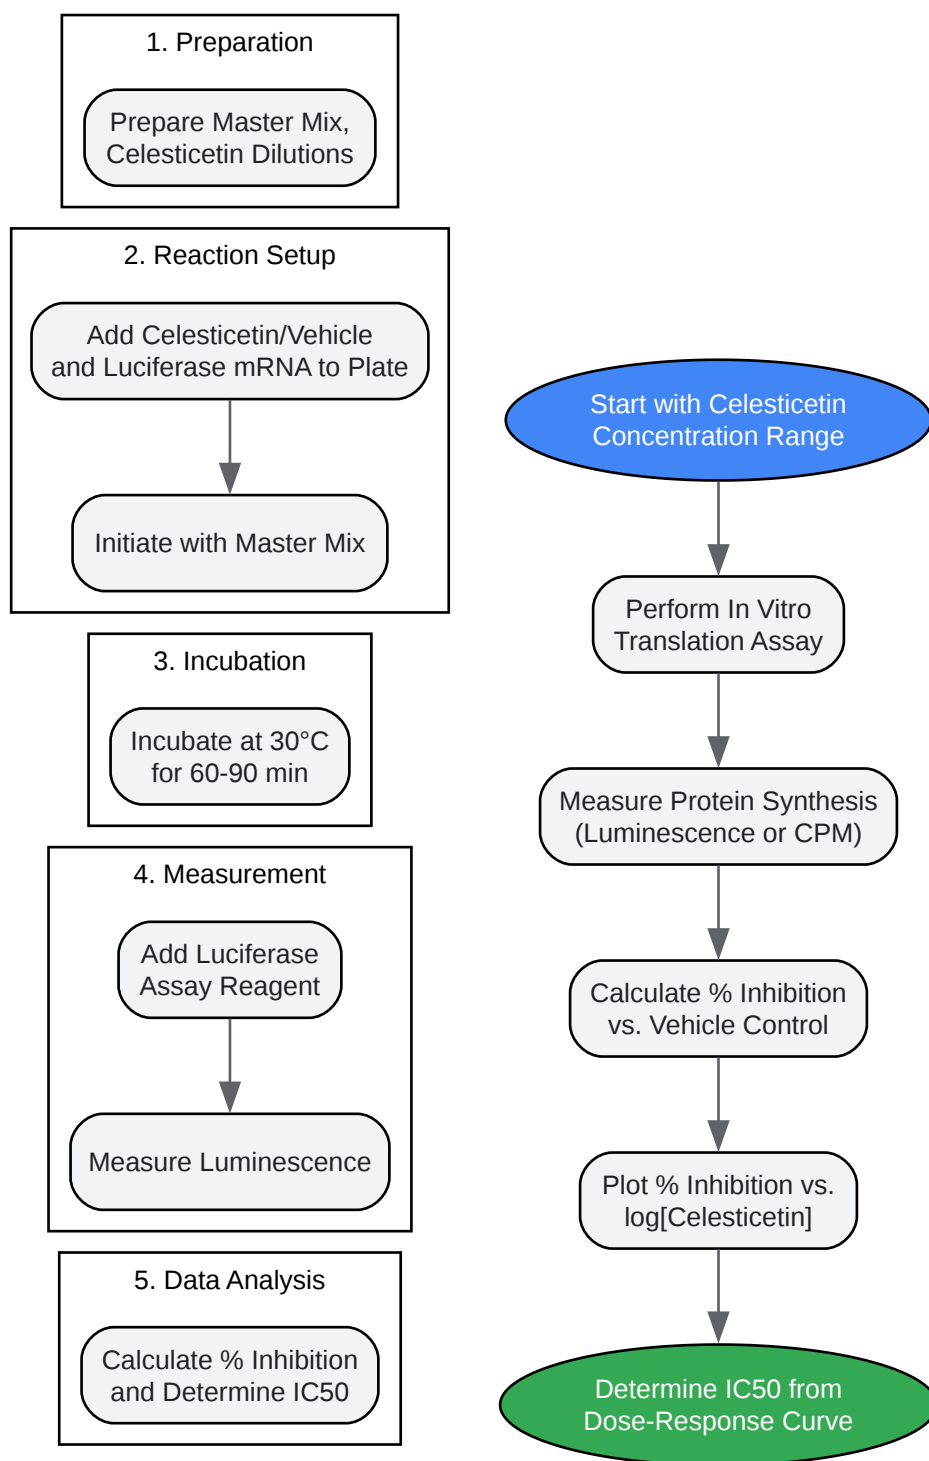 1. Preparation
Prepare Master Mix,
Celesticetin Dilutions
2. Reaction Setup
Add Celesticetin/Vehicle
and Luciferase mRNA to Plate
Initiate with Master Mix
3. Incubation
Incubate at 30°C
for 60-90 min
4. Measurement
Add Luciferase
Assay Reagent
Measure Luminescence
5. Data Analysis
Calculate % Inhibition
and Determine IC50
Start with Celesticetin
Concentration Range
Perform In Vitro
Translation Assay
Measure Protein Synthesis
(Luminescence or CPM)
Calculate % Inhibition
vs. Vehicle Control
Plot % Inhibition vs.
log[Celesticetin]
Determine IC50 from
Dose-Response Curve